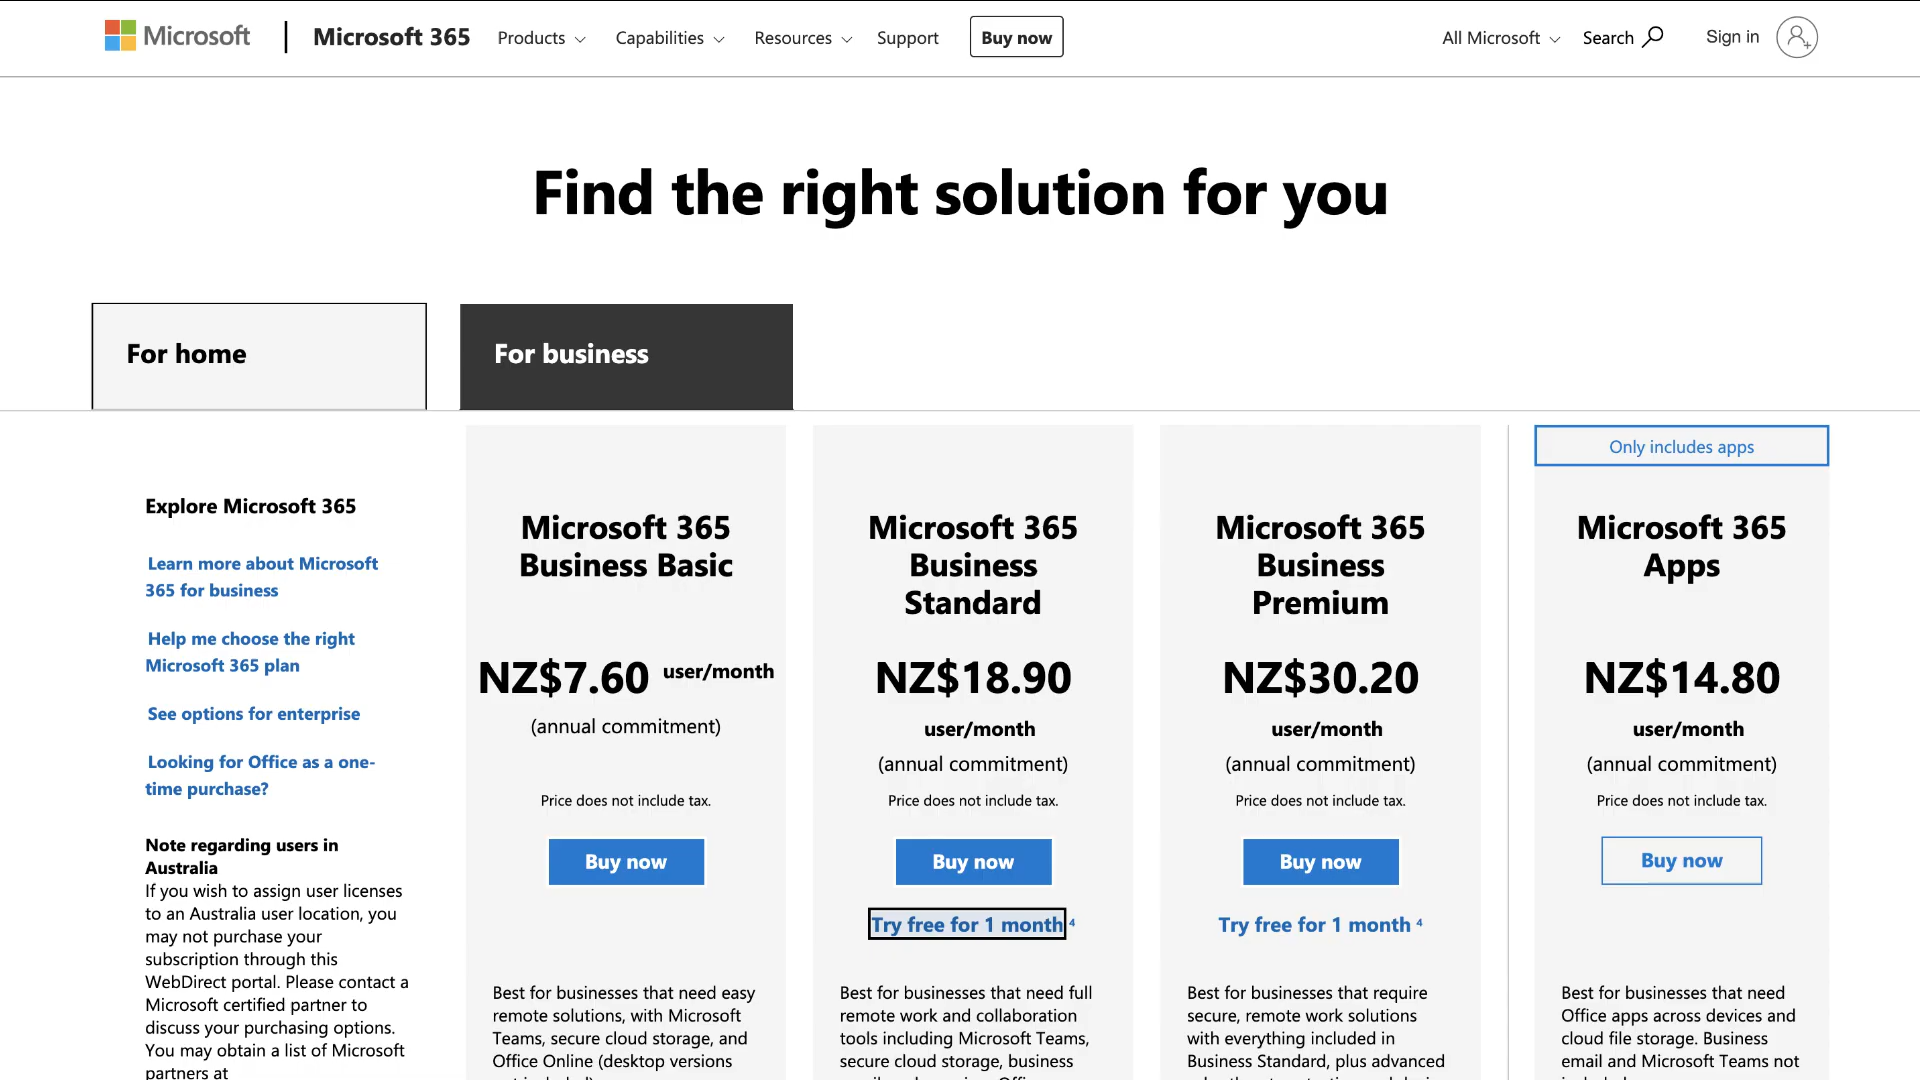 Microsoft
Microsoft 365
Products
Capabilities
Resources
Support
Buy now
All Microsoft
Search
Sign in
Find the right solution for you
For home
For business
Explore Microsoft 365
Learn more about Microsoft
365 for business
Help me choose the right
Microsoft 365 plan
See options for enterprise
Looking for Office as a one-
time purchase?
Note regarding users in
Australia
If you wish to assign user licenses
to an Australia user location, you
may not purchase your
subscription through this
WebDirect portal. Please contact a
Microsoft certified partner to
discuss your purchasing options.
You may obtain a list of Microsoft
partners at
Microsoft 365
Business Basic
NZ$7.60 user/month
(annual commitment)
Price does not include tax.
Buy now
Best for businesses that need easy
remote solutions, with Microsoft
Teams, secure cloud storage, and
Office Online (desktop versions
Microsoft 365
Business
Standard
NZ$18.90
user/month
(annual commitment)
Price does not include tax.
Buy now
Try free for 1 month 4
Best for businesses that need full
remote work and collaboration
tools including Microsoft Teams,
secure cloud storage, business
Microsoft 365
Business
Premium
NZ$30.20
user/month
(annual commitment)
Price does not include tax.
Buy now
Try free for 1 month 4
Best for businesses that require
secure, remote work solutions
with everything included in
Business Standard, plus advanced
Only includes apps
Microsoft 365
Apps
NZ$14.80
user/month
(annual commitment)
Price does not include tax.
Buy now
Best for businesses that need
Office apps across devices and
cloud file storage. Business
email and Microsoft Teams not